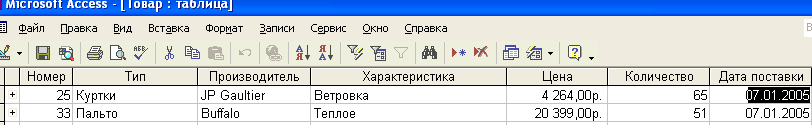 Microsoft Access - [Товар : таблица]
Файл Правка Вид Вставка Формат Записи Сервис Окно Справка
Номер Тип Производитель Характеристика Цена Количество Дата поставки
+ 25 Куртки JP Gaultier Ветровка 4 264,00р. 65 07.01.2005
+ 33 Пальто Buffalo Теплое 20 399,00р. 51 07.01.2005